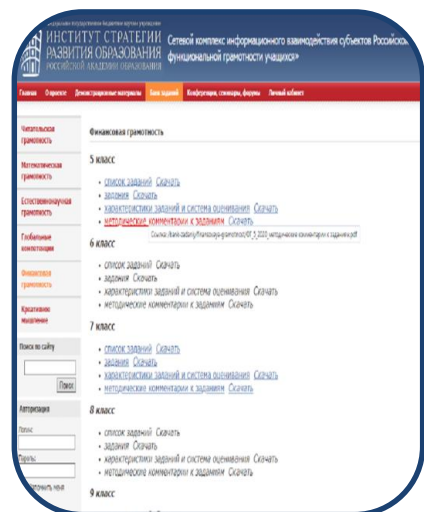 Федеральное государственное бюджетное научное учреждение
ИНСТИТУТ СТРАТЕГИИ
РАЗВИТИЯ ОБРАЗОВАНИЯ
РОССИЙСКОЙ АКАДЕМИИ ОБРАЗОВАНИЯ
Сетевой комплекс информационного взаимодействия субъектов Российско
функциональной грамотности учащихся»
Главная О проекте Демонстрационные материалы Банк заданий Конференции, семинары, форумы Личный кабинет
Читательская
грамотность
Математическая
грамотность
Естественнонаучная
грамотность
Глобальные
компетенции
Финансовая
грамотность
Креативное
мышление
Поиск по сайту
Поиск
Авторизация
Логин:
Пароль:
Запомнить меня
Финансовая грамотность
5 класс
• список заданий Скачать
• задания Скачать
• характеристики заданий и система оценивания Скачать
• методические комментарии к заданиям Скачать
6 класс
• список заданий Скачать
• задания Скачать
• характеристики заданий и система оценивания Скачать
• методические комментарии к заданиям Скачать
7 класс
• список заданий Скачать
• задания Скачать
• характеристики заданий и система оценивания Скачать
• методические комментарии к заданиям Скачать
8 класс
• список заданий Скачать
• задания Скачать
• характеристики заданий и система оценивания Скачать
• методические комментарии к заданиям Скачать
9 класс